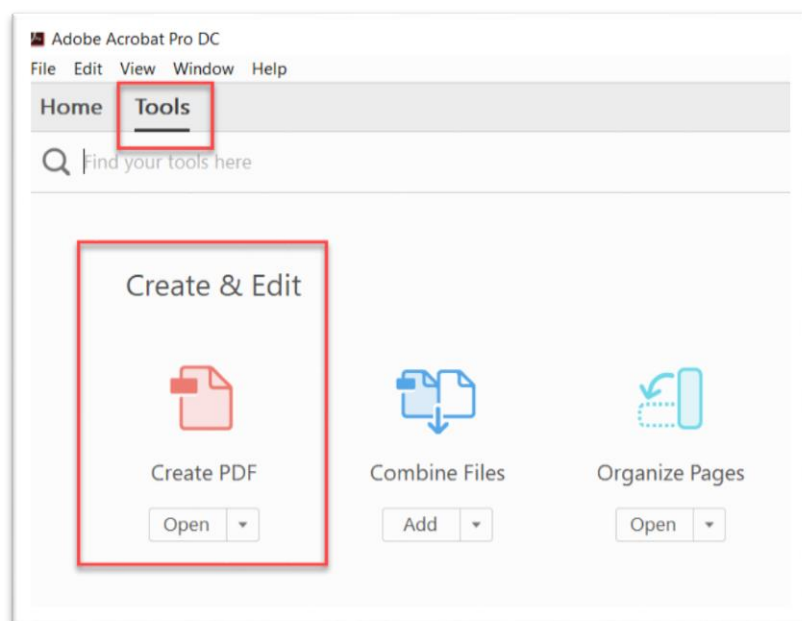 Adobe Acrobat Pro DC
File Edit View Window Help
Home Tools
Find your tools here
Create & Edit
Create PDF Combine Files Organize Pages
Open Add Open